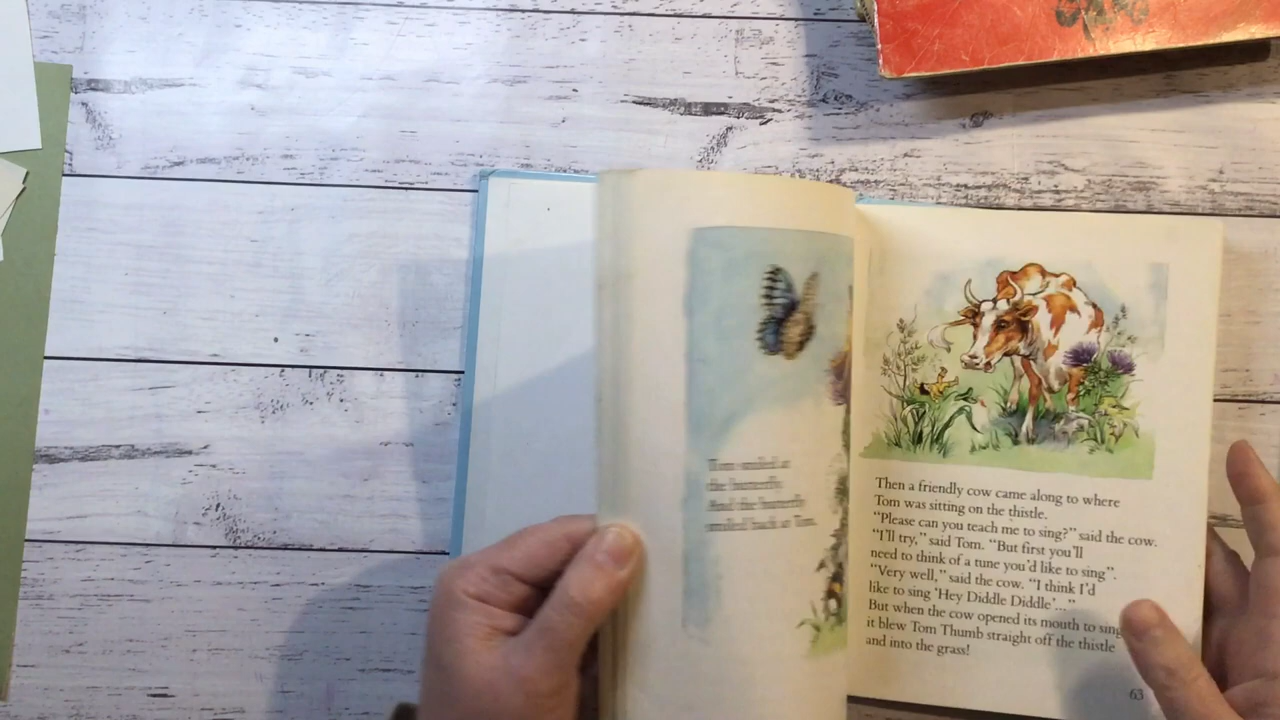 Tom smiled at
the butterfly.
And the butterfly
smiled back at Tom.
Then a friendly cow came along to where
Tom was sitting on the thistle.
“Please can you teach me to sing?” said the cow.
“I’ll try,” said Tom. “But first you’ll
need to think of a tune you’d like to sing”.
“Very well,” said the cow. “I think I’d
like to sing ‘Hey Diddle Diddle’...”
But when the cow opened its mouth to sing
it blew Tom Thumb straight off the thistle
and into the grass!
63